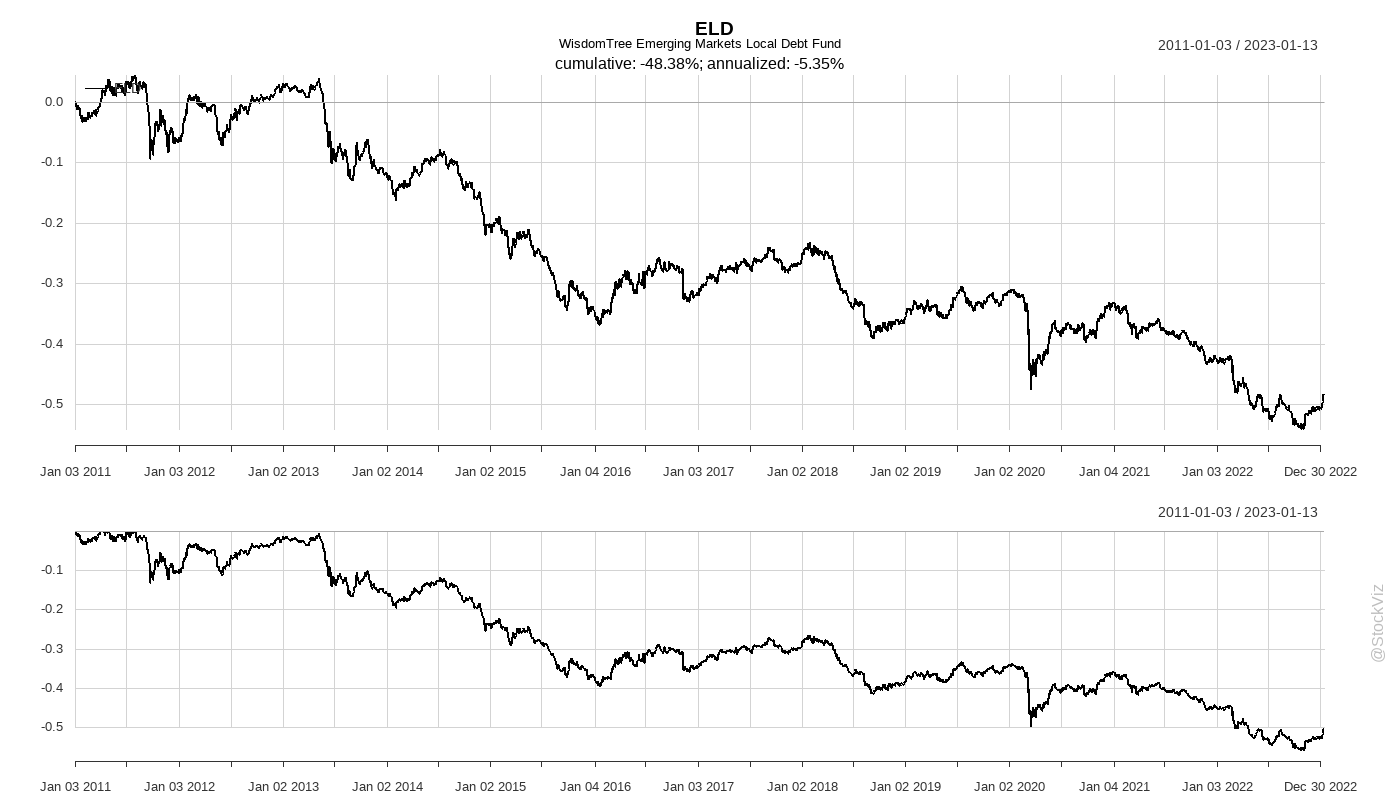 ELD
WisdomTree Emerging Markets Local Debt Fund
cumulative: -48.38%; annualized: -5.35%
2011-01-03 / 2023-01-13
0.0
-0.1
-0.2
-0.3
-0.4
-0.5
Jan 03 2011 Jan 03 2012 Jan 02 2013 Jan 02 2014 Jan 02 2015 Jan 04 2016 Jan 03 2017 Jan 02 2018 Jan 02 2019 Jan 02 2020 Jan 04 2021 Jan 03 2022 Dec 30 2022
2011-01-03 / 2023-01-13
-0.1
-0.2
-0.3
-0.4
-0.5
Jan 03 2011 Jan 03 2012 Jan 02 2013 Jan 02 2014 Jan 02 2015 Jan 04 2016 Jan 03 2017 Jan 02 2018 Jan 02 2019 Jan 02 2020 Jan 04 2021 Jan 03 2022 Dec 30 2022
@StockViz